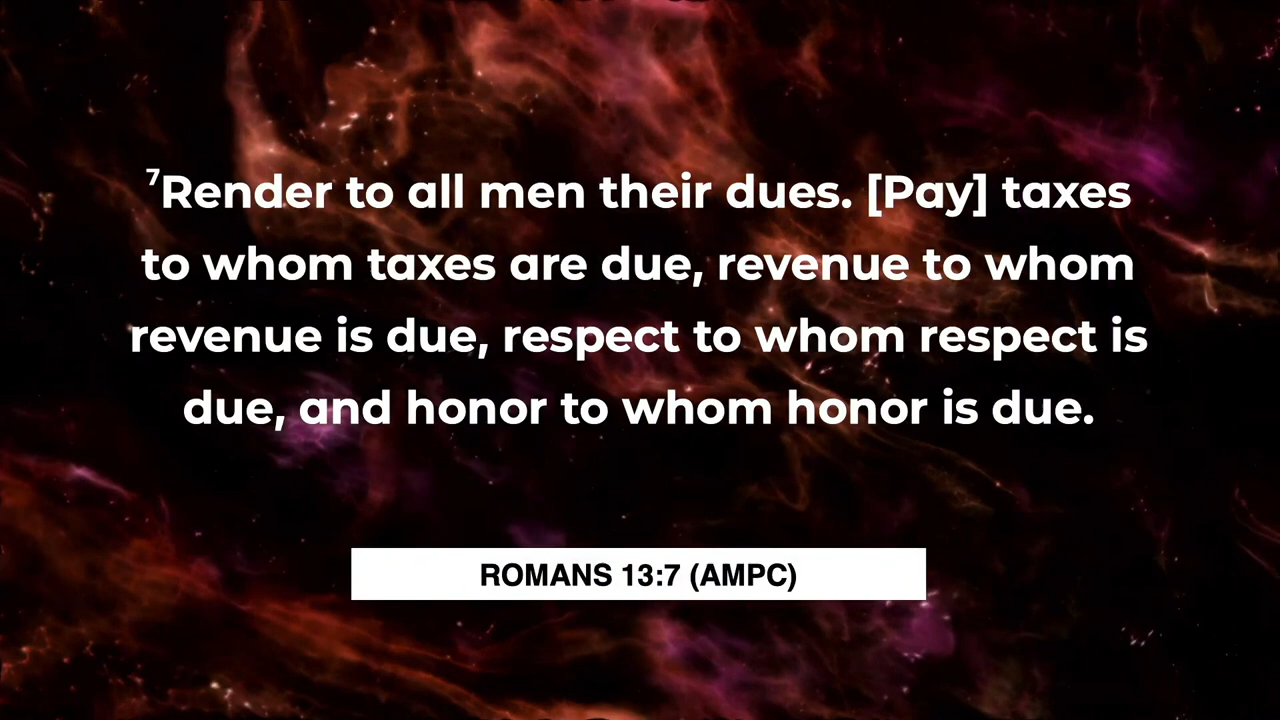 ⁷Render to all men their dues. [Pay] taxes
to whom taxes are due, revenue to whom
revenue is due, respect to whom respect is
due, and honor to whom honor is due.
ROMANS 13:7 (AMPC)